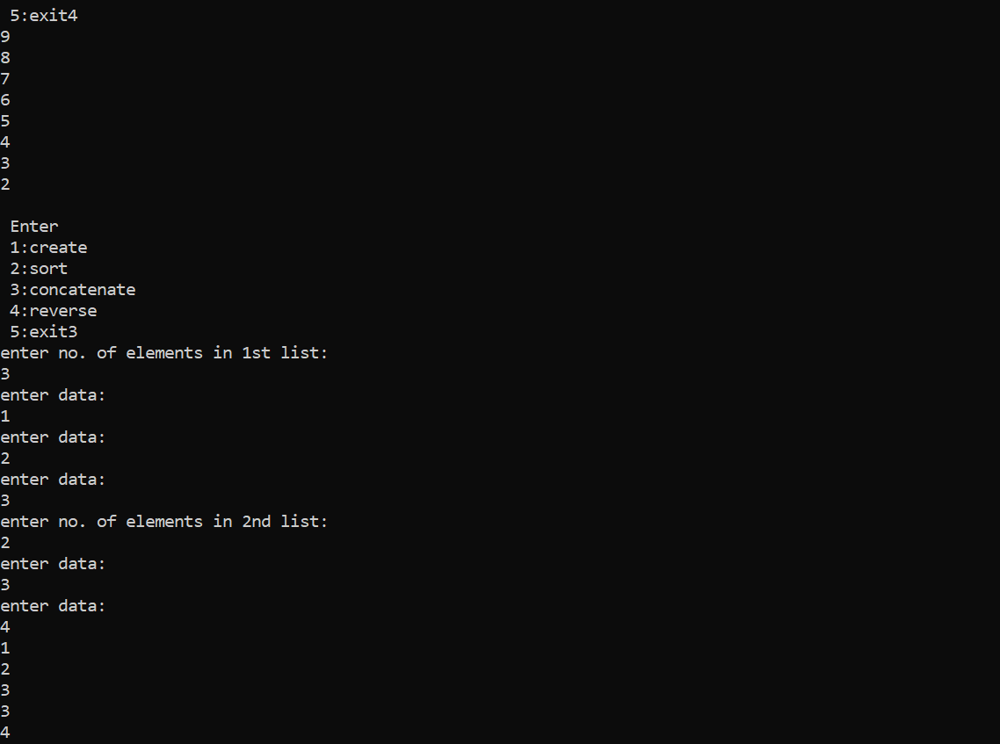 5:exit4
9
8
7
6
5
4
3
2
Enter
1:create
2:sort
3:concatenate
4:reverse
5:exit3
enter no. of elements in 1st list:
3
enter data:
1
enter data:
2
enter data:
3
enter no. of elements in 2nd list:
2
enter data:
3
enter data:
4
1
2
3
3
4